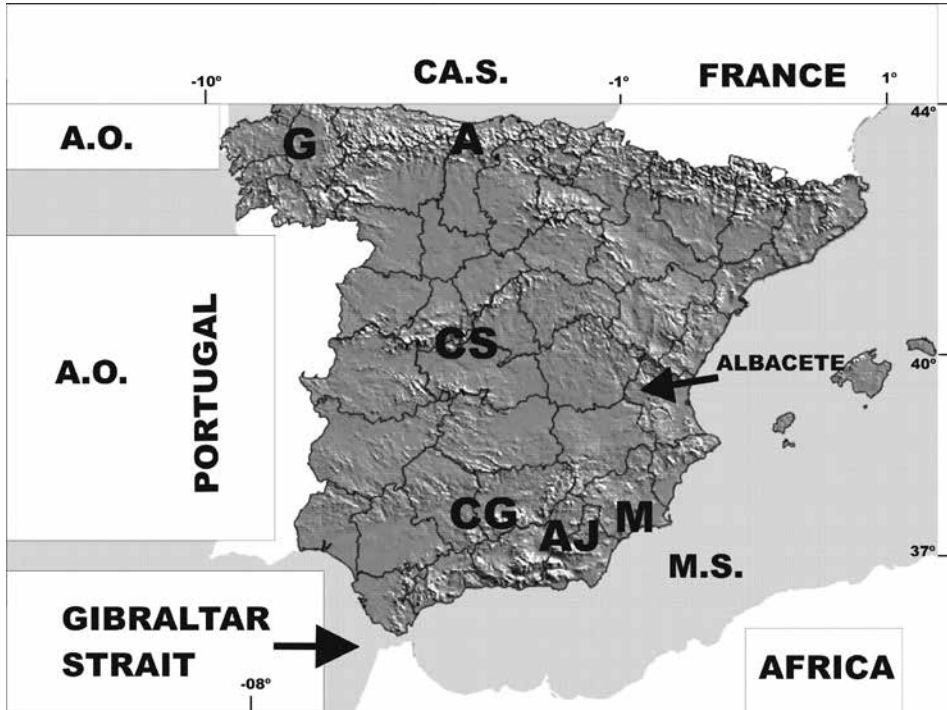 CA.S.
FRANCE
-10°
-1°
1°
44°
A.O.
G
A
PORTUGAL
A.O.
CS
ALBACETE
40°
CG
AJ
M
M.S.
37°
GIBRALTAR
STRAIT
-08°
AFRICA